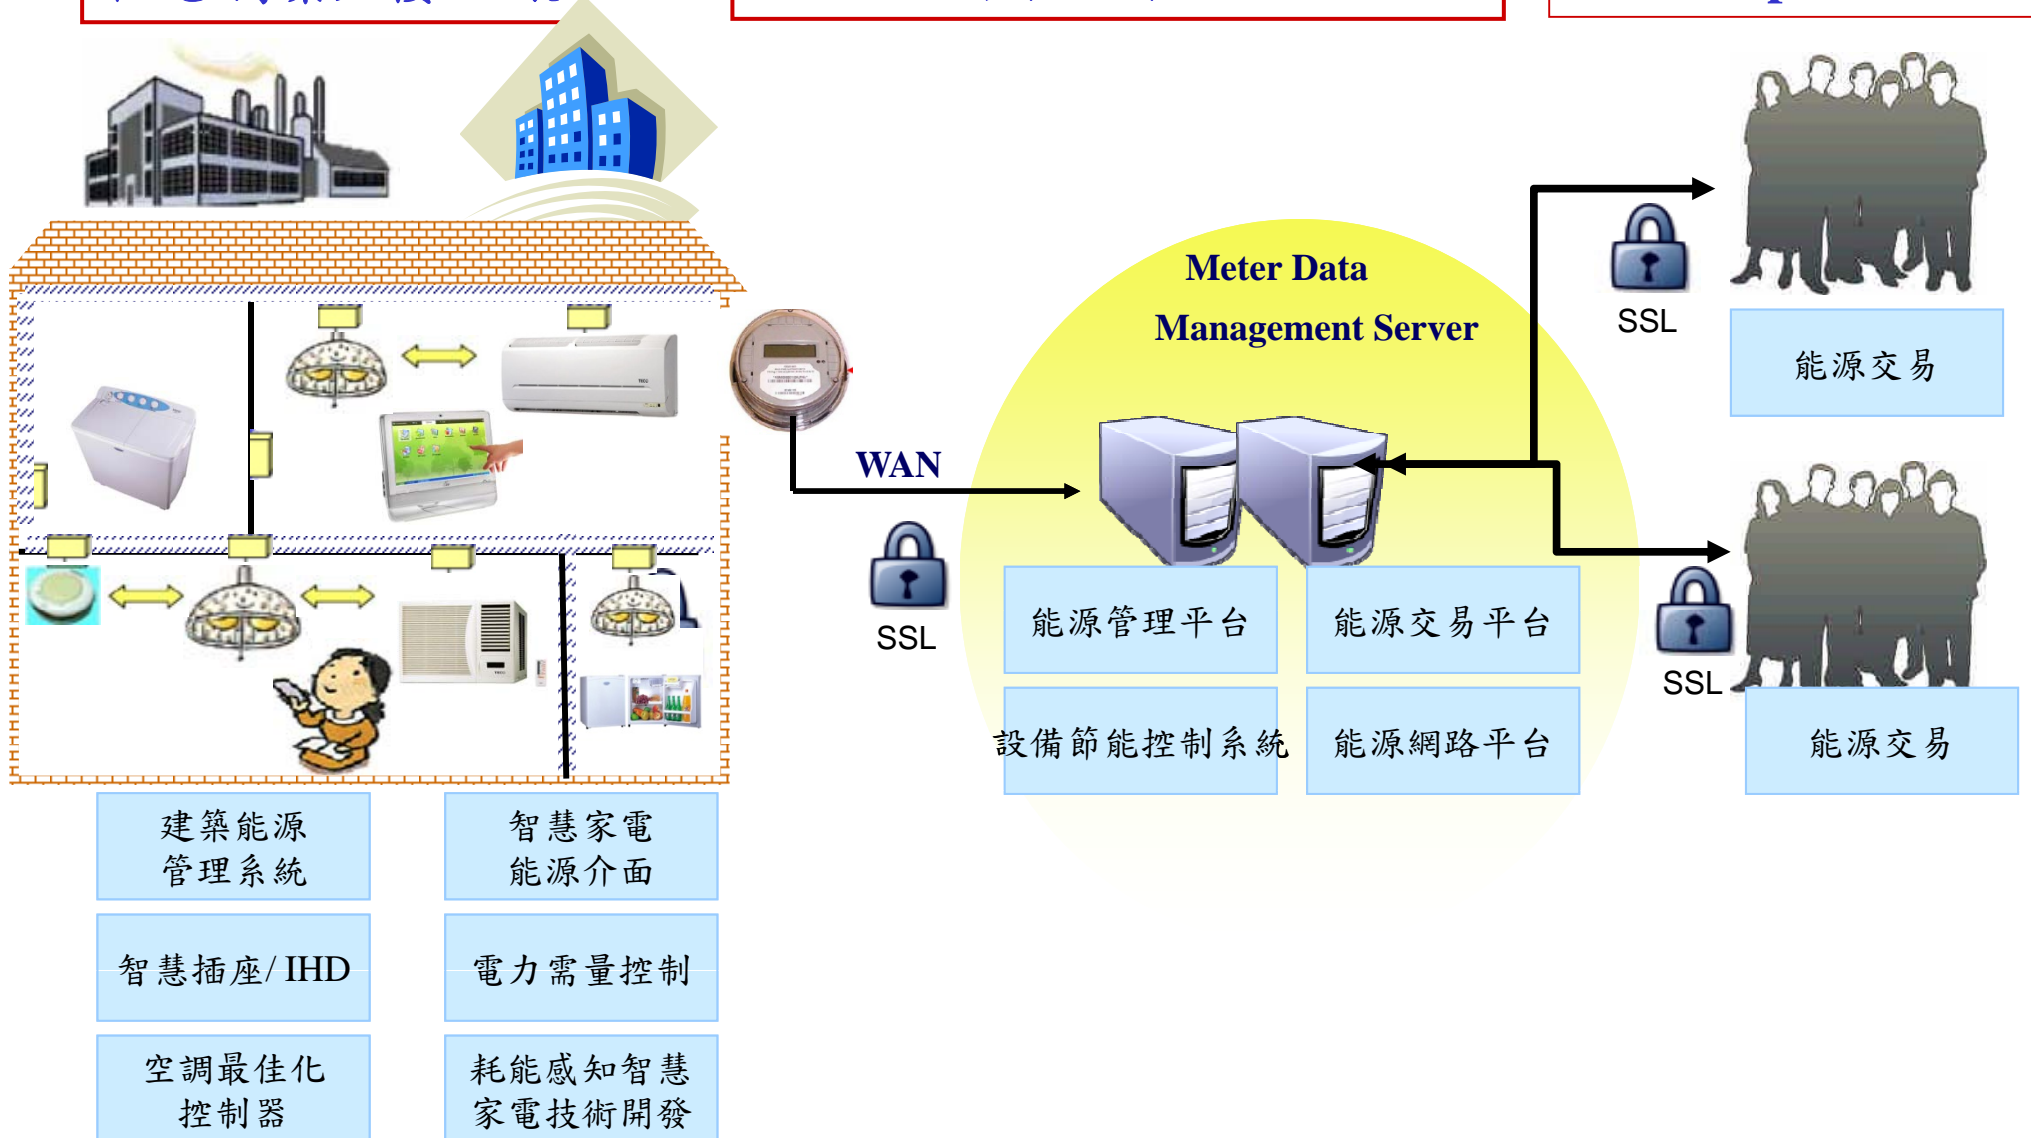 Meter Data
Management Server
WAN
SSL
SSL
SSL
能源交易
能源管理平台
能源交易平台
設備節能控制系統
能源網路平台
能源交易
建築能源
管理系統
智慧家電
能源介面
智慧插座/ IHD
電力需量控制
空調最佳化
控制器
耗能感知智慧
家電技術開發